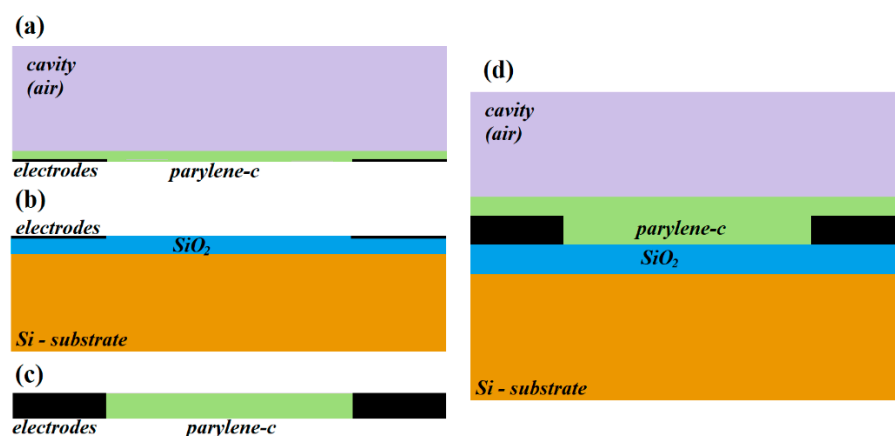 (a)
cavity
(air)
electrodes parylene-c
(b)
electrodes
SiO2
Si - substrate
(c)
electrodes parylene-c
(d)
cavity
(air)
parylene-c
SiO2
Si - substrate